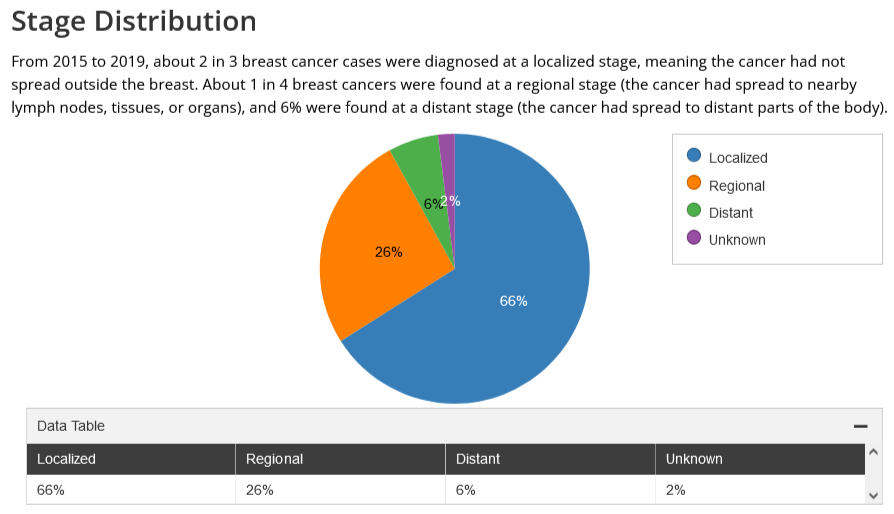 Stage Distribution
From 2015 to 2019, about 2 in 3 breast cancer cases were diagnosed at a localized stage, meaning the cancer had not
spread outside the breast. About 1 in 4 breast cancers were found at a regional stage (the cancer had spread to nearby
lymph nodes, tissues, or organs), and 6% were found at a distant stage (the cancer had spread to distant parts of the body).
6% 2%
26%
66%
Localized
Regional
Distant
Unknown
Data Table
Localized Regional Distant Unknown
66% 26% 6% 2%